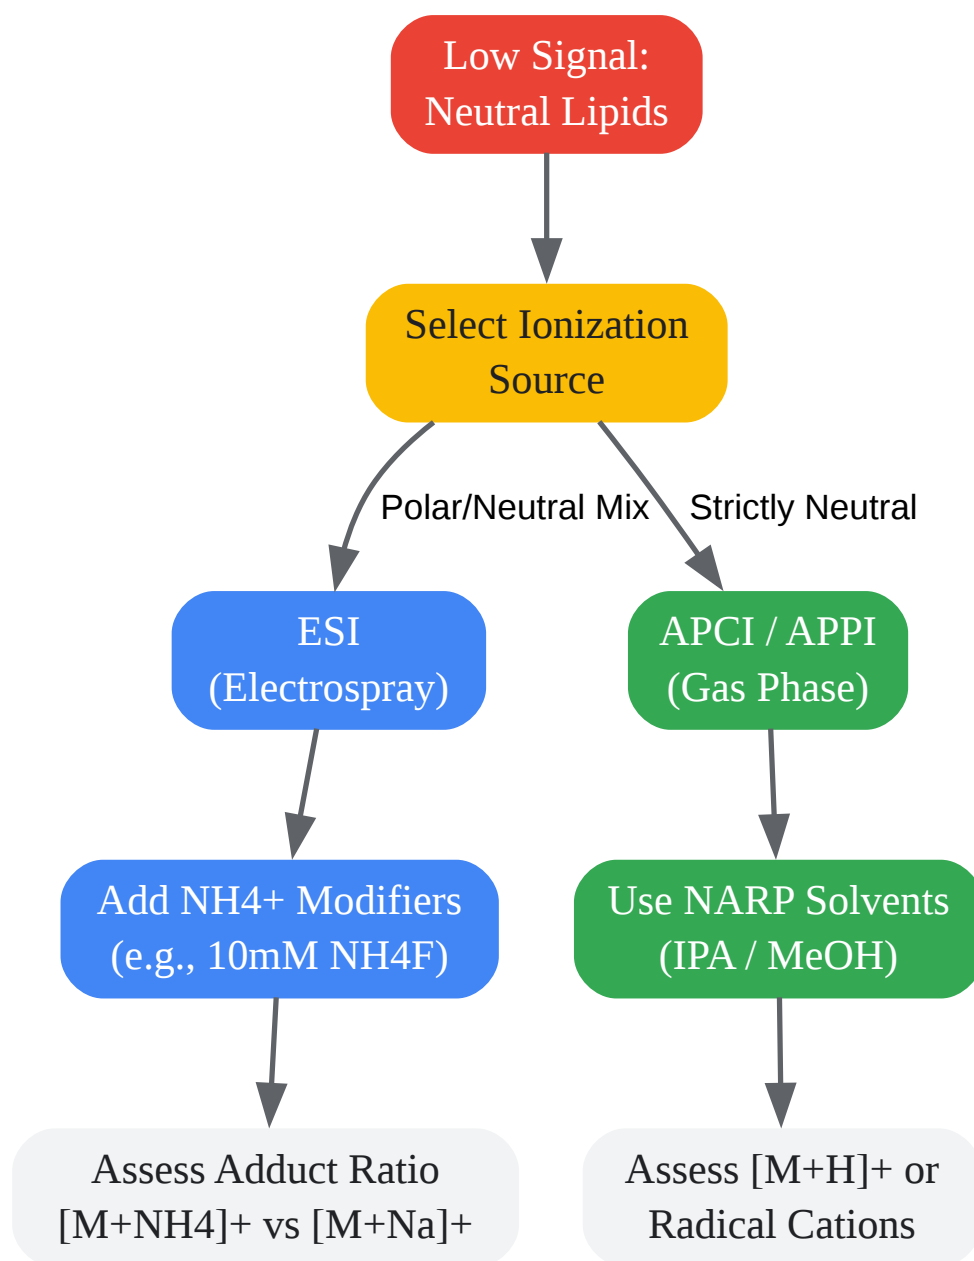 Low Signal:
Neutral Lipids
Select Ionization
Source
Polar/Neutral Mix
Strictly Neutral
ESI
(Electrospray)
APCI / APPI
(Gas Phase)
Add NH4+ Modifiers
(e.g., 10mM NH4F)
Use NARP Solvents
(IPA / MeOH)
Assess Adduct Ratio
[M+NH4]+ vs [M+Na]+
Assess [M+H]+ or
Radical Cations